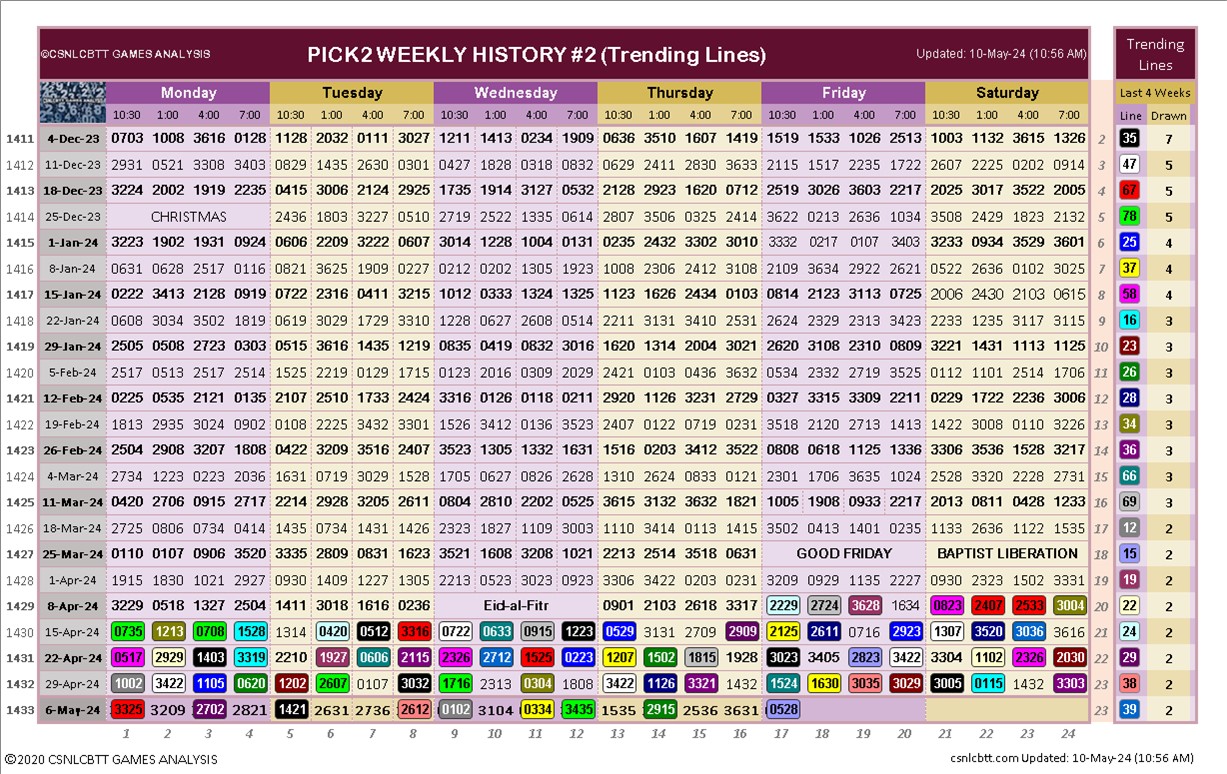 ©2020 CSNLCBTT GAMES ANALYSIS PICK2 WEEKLY HISTORY #2 (Trending Lines) Updated: 10-May-24 (10:56 AM) Trending Lines
Monday Tuesday Wednesday Thursday Friday Saturday Last 4 Weeks
10:30 1:00 4:00 7:00 10:30 1:00 4:00 7:00 10:30 1:00 4:00 7:00 10:30 1:00 4:00 7:00 10:30 1:00 4:00 7:00 10:30 1:00 4:00 7:00 Line Drawn
1411 4-Dec-23 0703 1008 3616 0128 1128 2032 0111 3027 1211 1413 0234 1909 0636 3510 1607 1419 1519 1533 1026 2513 1003 1132 3615 1326 2 35 7
1412 11-Dec-23 2931 0521 3308 3403 0829 1435 2630 0301 0427 1828 0318 0832 0629 2411 2830 3633 2115 1517 2335 1722 2607 2225 0202 0914 3 47 5
1413 18-Dec-23 3224 2002 1919 2235 0415 3006 2124 2925 1735 1914 3127 0532 2128 2923 1620 0712 2519 3026 3603 2217 2025 3017 3522 2005 4 67 5
1414 25-Dec-23 CHRISTMAS 2436 1803 3227 0510 2719 2522 1335 0614 2807 3506 0325 2414 3622 0213 2636 1034 3508 2429 1823 2132 5 78 5
1415 1-Jan-24 3223 1902 1931 0924 0606 2209 3222 0607 3014 1228 1004 0131 0235 2432 3302 3010 3332 0217 0107 3403 3233 0934 3529 3601 6 25 4
1416 8-Jan-24 0631 0628 2517 0116 0821 3625 1909 0227 0212 0202 1305 1923 1008 2306 2412 3108 2109 3634 2922 2621 0522 2636 0102 3025 7 37 4
1417 15-Jan-24 0222 3413 2128 0919 0722 2316 0411 3215 1012 0333 1324 1325 1123 1626 2434 0103 0814 2123 3113 0725 2006 2430 2103 0615 8 58 4
1418 22-Jan-24 0608 3034 3502 1819 0619 3029 1729 3310 1228 0627 2608 0514 2211 3131 3410 2531 2624 2329 2313 3423 2233 1235 3117 3115 9 16 3
1419 29-Jan-24 2505 0508 2723 0303 0515 3616 1435 1219 0835 0419 0832 3016 1620 1314 2004 3021 2620 3108 2310 0809 3221 1431 1113 1125 10 23 3
1420 5-Feb-24 2517 0513 2517 2514 1525 2219 0129 1715 0123 2016 0309 2029 2421 0103 0436 3632 0534 2332 2719 3525 0112 1101 2514 1706 11 26 3
1421 12-Feb-24 0225 0535 2121 0135 2107 2510 1733 2424 3316 0126 0118 0211 2920 1126 3231 2729 0327 3315 3309 2211 0229 1722 2236 3006 12 28 3
1422 19-Feb-24 1813 2935 3024 0902 0108 2225 3432 3301 1526 3412 0136 3523 2407 0122 0719 0231 3518 2120 2713 1413 1422 3008 0110 3226 13 34 3
1423 26-Feb-24 2504 2908 3207 1808 0422 3209 3516 2407 3523 1305 1332 1631 1516 0203 3412 3522 0808 0618 1125 1336 3306 3536 1528 3217 14 36 3
1424 4-Mar-24 2734 1223 0223 2036 1631 0719 3029 1526 1705 0627 0826 2628 1310 2624 0833 0121 2301 1706 3635 1024 2528 3320 2228 2731 15 66 3
1425 11-Mar-24 0420 2706 0915 2717 2214 2928 3205 2611 0804 2810 2202 0525 3615 3132 3632 1821 1005 1908 0933 2217 2013 0811 0428 1233 16 89 3
1426 18-Mar-24 2725 0806 0734 0414 1435 0734 1431 1426 2323 1827 1109 3003 1110 3414 0113 1415 3502 0413 1401 0235 1133 2636 1122 1535 17 12 2
1427 25-Mar-24 0110 0107 0906 3520 3335 2809 0831 1623 3521 1608 3208 1021 2213 2514 3518 0631 GOOD FRIDAY BAPTIST LIBERATION 18 15 2
1428 1-Apr-24 1915 1830 1021 2927 0930 1409 1227 1305 2213 0523 3023 0923 3306 3422 0203 0231 3209 0929 1135 2227 0930 2323 1502 3331 19 19 2
1429 8-Apr-24 3229 0518 1327 2504 1411 3018 1616 0236 Eid-al-Fitr 0901 2103 2618 3317 2229 2724 3628 1634 0823 2407 2533 3004 20 22 2
1430 15-Apr-24 0735 1213 0708 1528 1314 0420 0512 3316 0722 0633 0915 1223 0529 3131 2709 2909 2125 2611 0716 2923 1307 3520 3036 3616 21 24 2
1431 22-Apr-24 0517 2929 1403 3319 2210 1927 0606 2115 2326 2712 1525 0223 1207 1502 1815 1928 3023 3405 2823 3422 3304 1102 2326 2030 22 29 2
1432 29-Apr-24 1002 3422 1105 0620 1202 2607 0107 3032 1716 2313 0304 1808 3422 1126 3321 1432 1524 1630 3035 3029 3005 0115 1432 3303 23 38 2
1433 6-May-24 3325 3209 2702 2821 1421 2631 2736 2612 0102 3104 0334 3435 1535 2915 2536 3631 0528 23 39 2
1 2 3 4 5 6 7 8 9 10 11 12 13 14 15 16 17 18 19 20 21 22 23 24
©2020 CSNLCBTT GAMES ANALYSIS csnlcbtt.com Updated: 10-May-24 (10:56 AM)